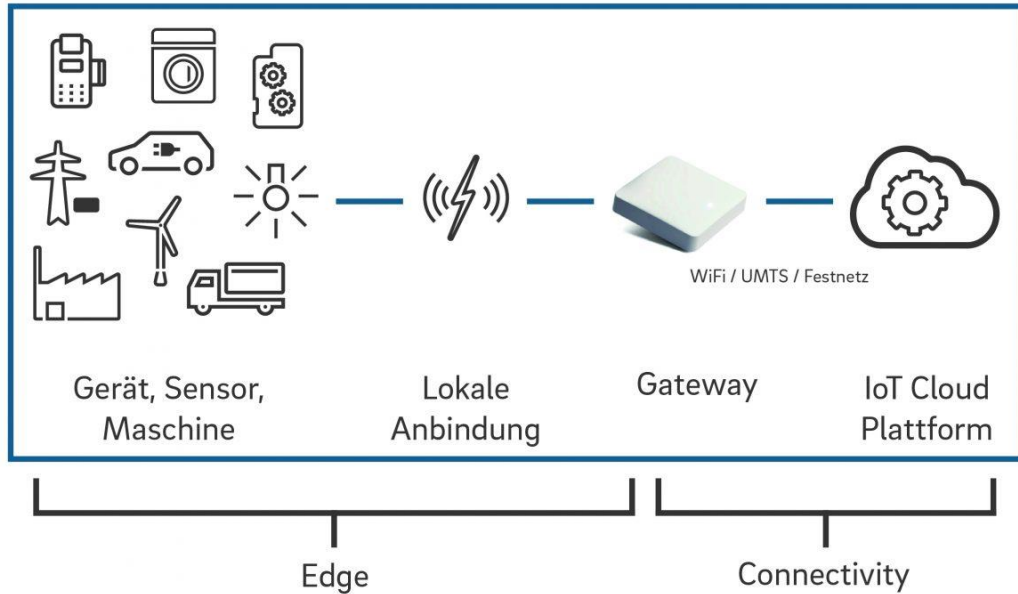 WiFi / UMTS / Festnetz
Gerät, Sensor,
Maschine
Lokale
Anbindung
Gateway
IoT Cloud
Plattform
Edge
Connectivity